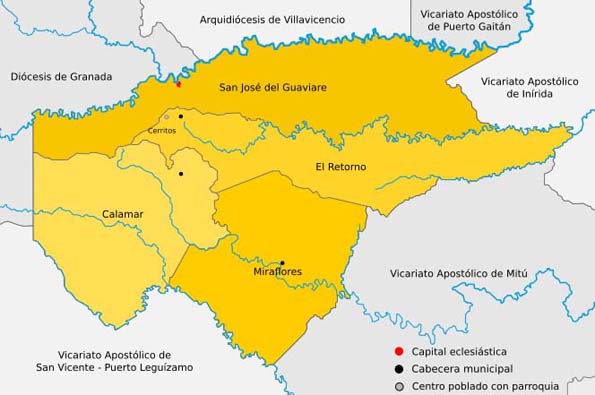 Arquidiócesis de Villavicencio
Vicariato Apostólico
de Puerto Gaitán
Diócesis de Granada
San José del Guaviare
Vicariato Apostólico
de Inírida
Cerritos
El Retorno
Calamar
Miraflores
Vicariato Apostólico de Mitú
Vicariato Apostólico de
San Vicente - Puerto Leguízamo
Capital eclesiástica
Cabecera municipal
Centro poblado con parroquia